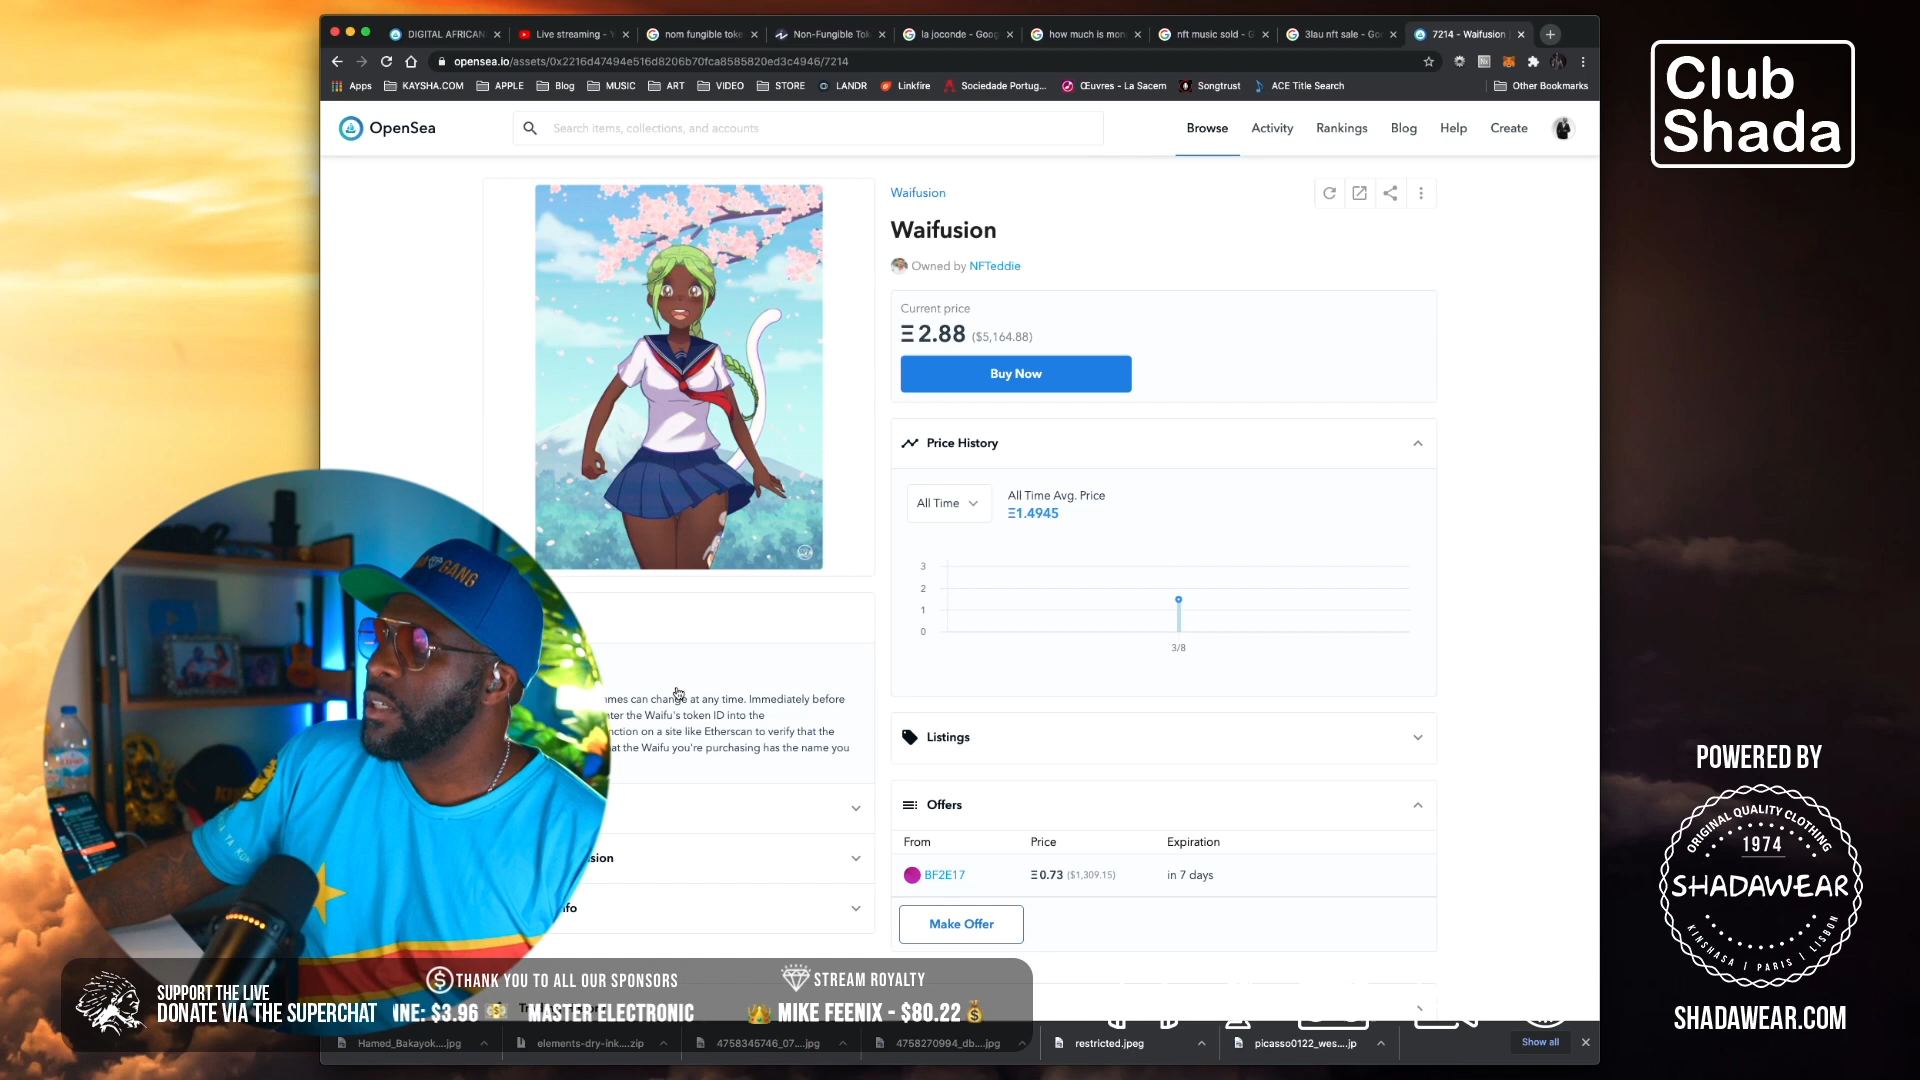 DIGITAL AFRICAN
Live streaming - Y
nom fungible toke
Non-Fungible Tok
la joconde - Goog
how much is mon
nft music sold - G
3lau nft sale - Go
7214 - Waifusion
opensea.io/assets/0x2216d47494e516d8206b70fca8585820ed3c4946/7214
Apps KAYSHA.COM APPLE Blog MUSIC ART VIDEO STORE LANDR Linkfire Sociedade Portug... Œuvres - La Sacem Songtrust ACE Title Search Other Bookmarks
OpenSea
Search items, collections, and accounts
Browse Activity Rankings Blog Help Create
Club
Shada
Waifusion
Waifusion
Owned by NFTeddie
Current price
Ξ 2.88 ($5,164.88)
Buy Now
Price History
All Time
All Time Avg. Price
Ξ1.4945
3
2
1
0
3/8
GANG
mes can change at any time. Immediately before
ter the Waifu's token ID into the
nction on a site like Etherscan to verify that the
at the Waifu you're purchasing has the name you
sion
fo
Listings
Offers
From Price Expiration
BF2E17 Ξ 0.73 ($1,309.15) in 7 days
Make Offer
POWERED BY
ORIGINAL QUALITY CLOTHING
1974
SHADAWEAR
KINSHASA | PARIS | LISBON
SHADAWEAR.COM
SUPPORT THE LIVE
DONATE VIA THE SUPERCHAT
THANK YOU TO ALL OUR SPONSORS
INE: $3.96 MASTER ELECTRONIC
STREAM ROYALTY
MIKE FEENIX - $80.22
Hamed_Bakayok....jpg
elements-dry-ink....zip
4758345746_07....jpg
4758270994_db....jpg
restricted.jpeg
picasso0122_wes....jp
Show all